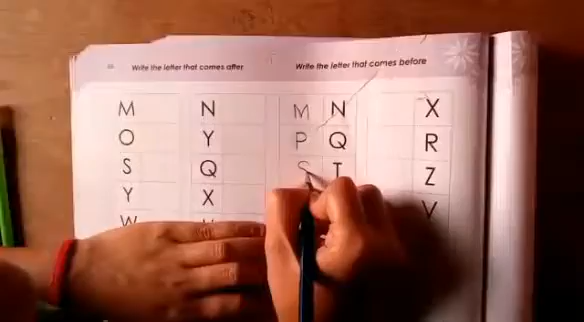 Write the letter that comes after Write the letter that comes before
M N M N X
O Y P Q R
S Q S T Z
Y X V
W